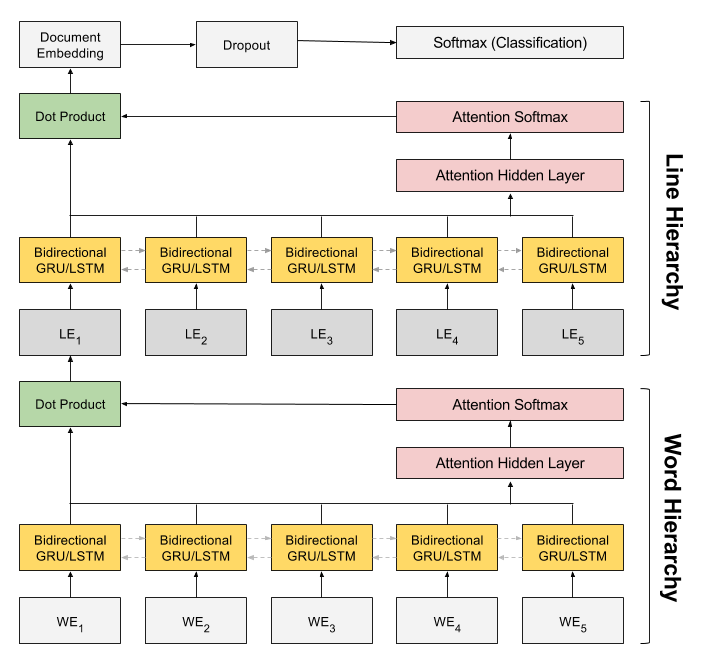 Document
Embedding
Dropout
Softmax (Classification)
Dot Product
Attention Softmax
Attention Hidden Layer
Line Hierarchy
Bidirectional
GRU/LSTM
Bidirectional
GRU/LSTM
Bidirectional
GRU/LSTM
Bidirectional
GRU/LSTM
Bidirectional
GRU/LSTM
LE1
LE2
LE3
LE4
LE5
Dot Product
Attention Softmax
Attention Hidden Layer
Word Hierarchy
Bidirectional
GRU/LSTM
Bidirectional
GRU/LSTM
Bidirectional
GRU/LSTM
Bidirectional
GRU/LSTM
Bidirectional
GRU/LSTM
WE1
WE2
WE3
WE4
WE5